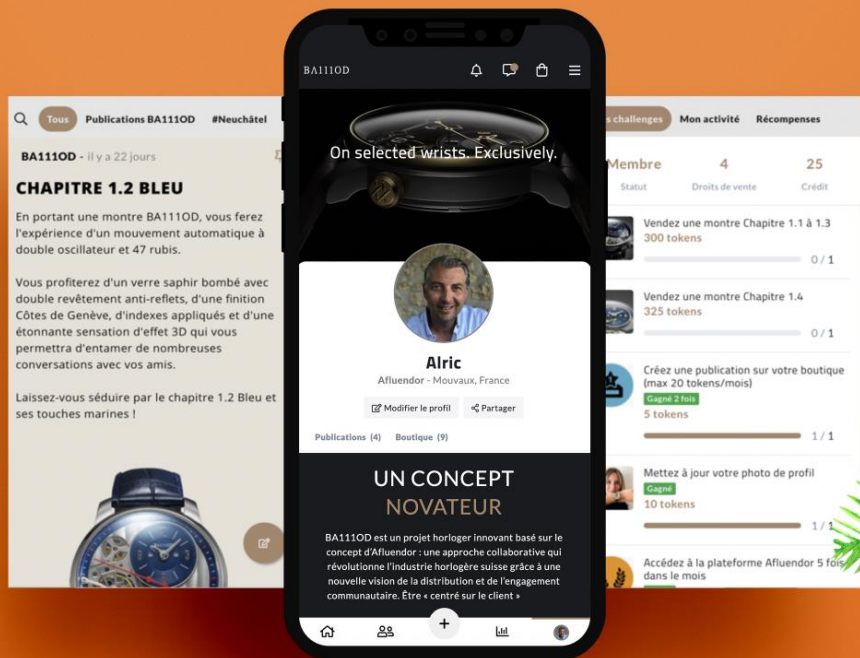 Tous Publications BA111OD #Neuchâtel
BA111OD - il y a 22 jours
CHAPITRE 1.2 BLEU
En portant une montre BA111OD, vous ferez
l'expérience d'un mouvement automatique à
double oscillateur et 47 rubis.
Vous profiterez d'un verre saphir bombé avec
double revêtement anti-reflets, d'une finition
Côtes de Genève, d'indexes appliqués et d'une
étonnante sensation d'effet 3D qui vous
permettra d'entamer de nombreuses
conversations avec vos amis.
Laissez-vous séduire par le chapitre 1.2 Bleu et
ses touches marines !
BA111OD
On selected wrists. Exclusively.
Alric
Afluendor - Mouvaux, France
Modifier le profil Partager
Publications (4) Boutique (9)
UN CONCEPT
NOVATEUR
BA111OD est un projet horloger innovant basé sur le
concept d'Afluendor : une approche collaborative qui
révolutionne l'industrie horlogère suisse grâce à une
nouvelle vision de la distribution et de l'engagement
communautaire. Être « centré sur le client »
challenges Mon activité Récompenses
Membre 4 25
Statut Droits de vente Crédit
Vendez une montre Chapitre 1.1 à 1.3
300 tokens
0 / 1
Vendez une montre Chapitre 1.4
325 tokens
0 / 1
Créez une publication sur votre boutique
(max 20 tokens/mois)
Gagné 2 fois
5 tokens
1 / 1
Mettez à jour votre photo de profil
Gagné
10 tokens
1 / 1
Accédez à la plateforme Afluendor 5 fois
dans le mois